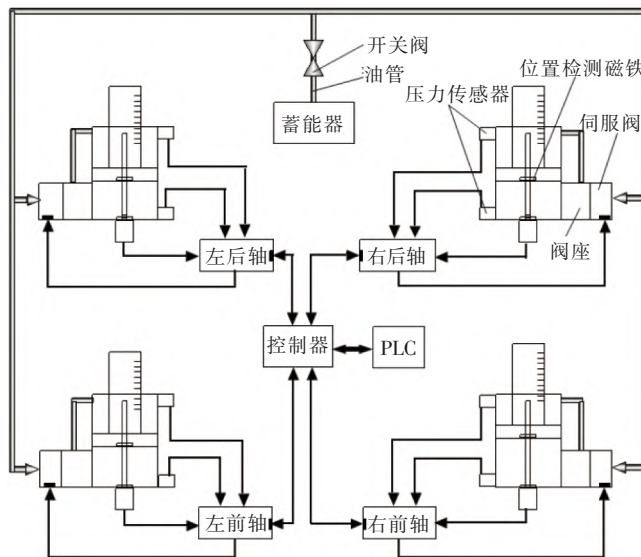 开关阀
油管
蓄能器
压力传感器
位置检测磁铁
伺服阀
阀座
左后轴
右后轴
控制器
PLC
左前轴
右前轴